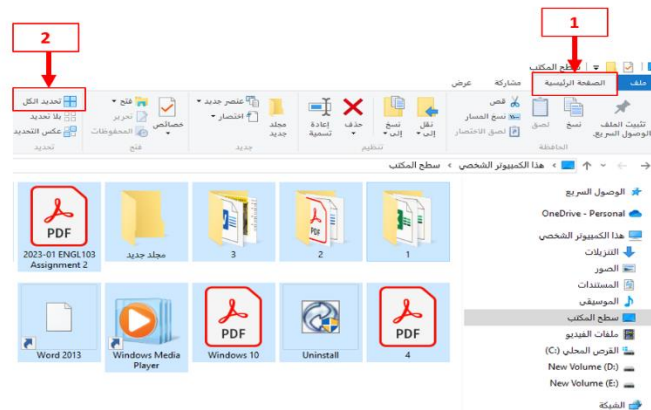 2
1
سطح المكتب
ملف
الصفحة الرئيسية
مشاركة
عرض
تثبيت الملف
الوصول السريع.
نسخ
لصق
قص
نسخ المسار
لصق الاختصار
الحافظة
نقل
إلى
نسخ
إلى
حذف
إعادة
تسمية
تنظيم
مجلد
جديد
عنصر جديد
اختصار
جديد
خصائص
فتح
تحرير
المحفوظات
فتح
تحديد الكل
بلا تحديد
عكس التحديد
تحديد
هذا الكمبيوتر الشخصي › سطح المكتب
الوصول السريع
OneDrive - Personal
هذا الكمبيوتر الشخصي
التنزيلات
الصور
المستندات
الموسيقى
سطح المكتب
ملفات الفيديو
القرص المحلي (C:)
New Volume (D:)
New Volume (E:)
الشبكة
1
PDF
2
3
مجلد جديد
PDF
2023-01 ENGL103
Assignment 2
PDF
4
Uninstall
PDF
Windows 10
Windows Media
Player
Word 2013